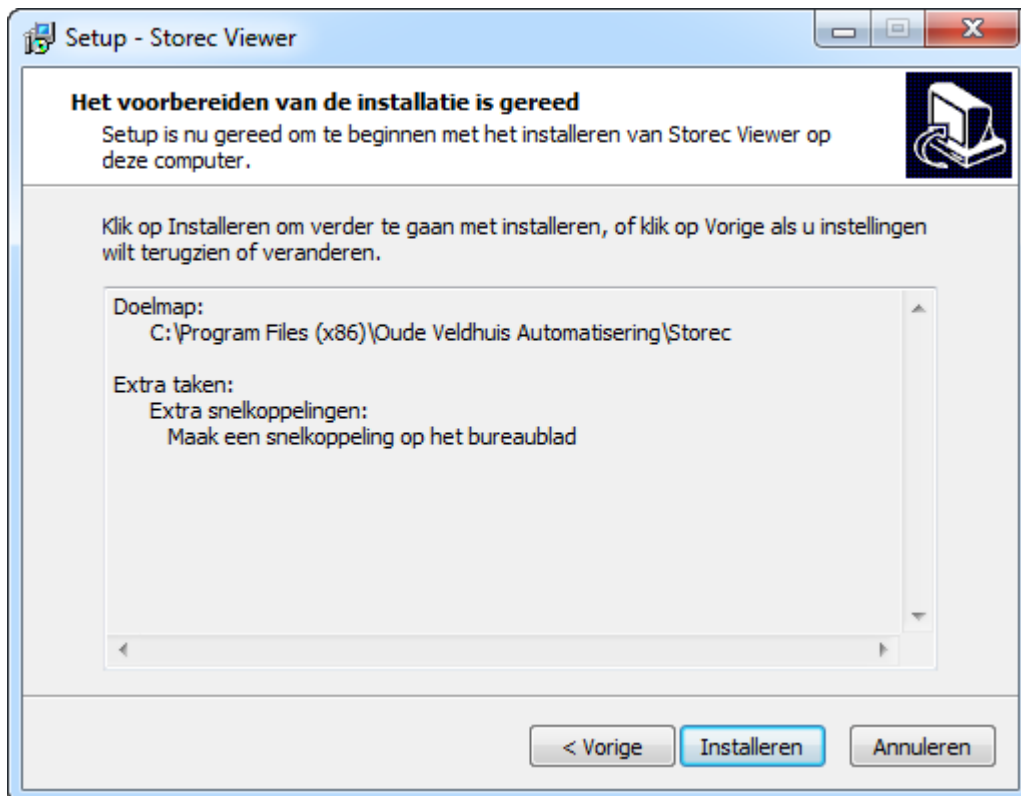 Setup - Storec Viewer
Het voorbereiden van de installatie is gereed
Setup is nu gereed om te beginnen met het installeren van Storec Viewer op
deze computer.
Klik op Installeren om verder te gaan met installeren, of klik op Vorige als u instellingen
wilt terugzien of veranderen.
Doelmap:
C:\Program Files (x86)\Oude Veldhuis Automatisering\Storec
Extra taken:
Extra snelkoppelingen:
Maak een snelkoppeling op het bureaublad
< Vorige
Installeren
Annuleren